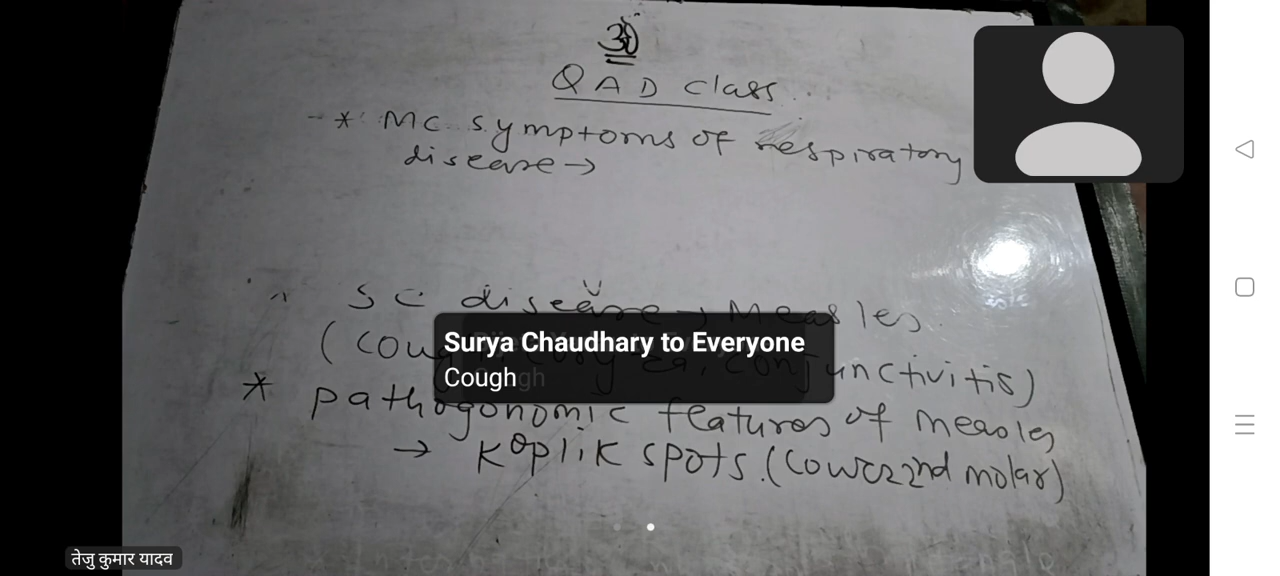 ॐ
QAD Class
* MC symptoms of respiratory
disease →
SC disease → Measles.
(Cou conjunctivitis)
Surya Chaudhary to Everyone
Cough
* pathogonomic features of measles
→ Koplik spots. (Lower 2nd molar)
तेजु कुमार यादव